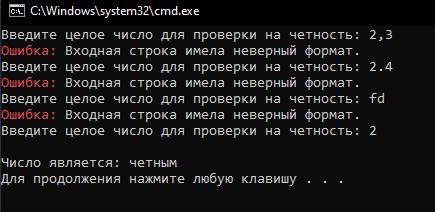 C:\Windows\system32\cmd.exe
Введите целое число для проверки на четность: 2,3
Ошибка: Входная строка имела неверный формат.
Введите целое число для проверки на четность: 2.4
Ошибка: Входная строка имела неверный формат.
Введите целое число для проверки на четность: fd
Ошибка: Входная строка имела неверный формат.
Введите целое число для проверки на четность: 2
Число является: четным
Для продолжения нажмите любую клавишу . . .